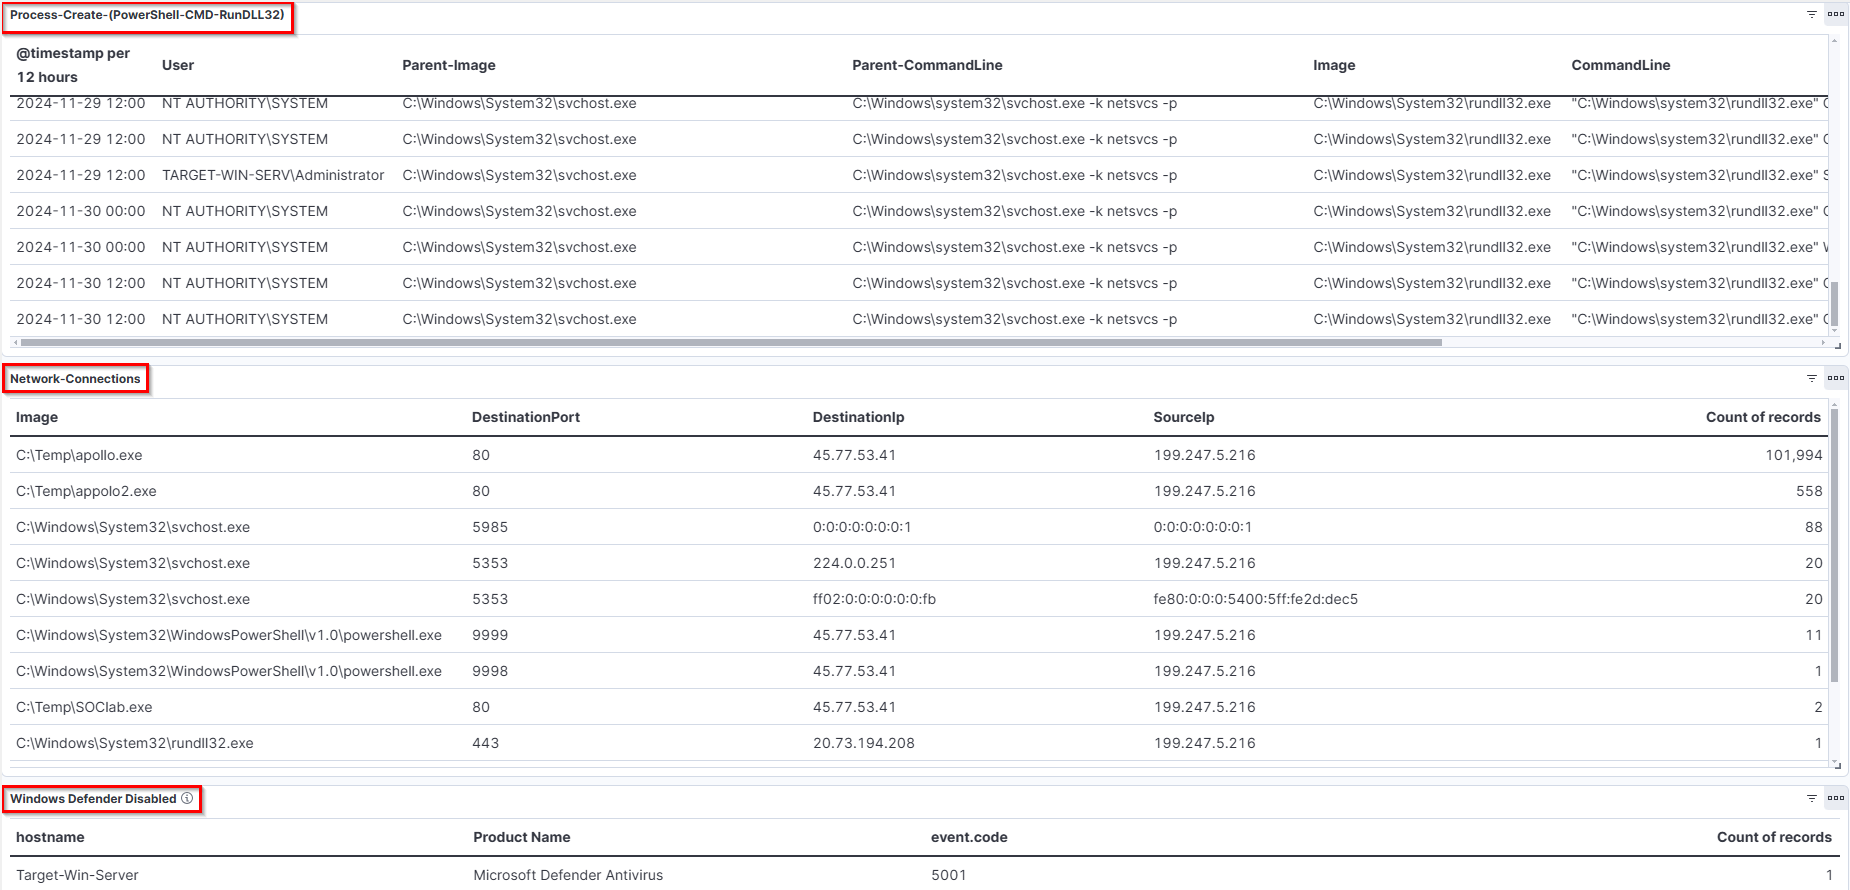 Process-Create-(PowerShell-CMD-RunDLL32)
@timestamp per 12 hours User Parent-Image Parent-CommandLine Image CommandLine
2024-11-29 12:00 NT AUTHORITY\SYSTEM C:\Windows\System32\svchost.exe C:\Windows\system32\svchost.exe -k netsvcs -p C:\Windows\System32\rundll32.exe "C:\Windows\system32\rundll32.exe"
2024-11-29 12:00 NT AUTHORITY\SYSTEM C:\Windows\System32\svchost.exe C:\Windows\system32\svchost.exe -k netsvcs -p C:\Windows\System32\rundll32.exe "C:\Windows\system32\rundll32.exe"
2024-11-29 12:00 TARGET-WIN-SERV\Administrator C:\Windows\System32\svchost.exe C:\Windows\system32\svchost.exe -k netsvcs -p C:\Windows\System32\rundll32.exe "C:\Windows\system32\rundll32.exe"
2024-11-30 00:00 NT AUTHORITY\SYSTEM C:\Windows\System32\svchost.exe C:\Windows\system32\svchost.exe -k netsvcs -p C:\Windows\System32\rundll32.exe "C:\Windows\system32\rundll32.exe"
2024-11-30 00:00 NT AUTHORITY\SYSTEM C:\Windows\System32\svchost.exe C:\Windows\system32\svchost.exe -k netsvcs -p C:\Windows\System32\rundll32.exe "C:\Windows\system32\rundll32.exe"
2024-11-30 12:00 NT AUTHORITY\SYSTEM C:\Windows\System32\svchost.exe C:\Windows\system32\svchost.exe -k netsvcs -p C:\Windows\System32\rundll32.exe "C:\Windows\system32\rundll32.exe"
2024-11-30 12:00 NT AUTHORITY\SYSTEM C:\Windows\System32\svchost.exe C:\Windows\system32\svchost.exe -k netsvcs -p C:\Windows\System32\rundll32.exe "C:\Windows\system32\rundll32.exe"
Network-Connections
Image DestinationPort DestinationIp SourceIp Count of records
C:\Temp\apollo.exe 80 45.77.53.41 199.247.5.216 101,994
C:\Temp\appolo2.exe 80 45.77.53.41 199.247.5.216 558
C:\Windows\System32\svchost.exe 5985 0:0:0:0:0:0:0:1 0:0:0:0:0:0:0:1 88
C:\Windows\System32\svchost.exe 5353 224.0.0.251 199.247.5.216 20
C:\Windows\System32\svchost.exe 5353 ff02:0:0:0:0:0:0:fb fe80:0:0:0:5400:5ff:fe2d:dec5 20
C:\Windows\System32\WindowsPowerShell\v1.0\powershell.exe 9999 45.77.53.41 199.247.5.216 11
C:\Windows\System32\WindowsPowerShell\v1.0\powershell.exe 9998 45.77.53.41 199.247.5.216 1
C:\Temp\SOClab.exe 80 45.77.53.41 199.247.5.216 2
C:\Windows\System32\rundll32.exe 443 20.73.194.208 199.247.5.216 1
Windows Defender Disabled
hostname Product Name event.code Count of records
Target-Win-Server Microsoft Defender Antivirus 5001 1